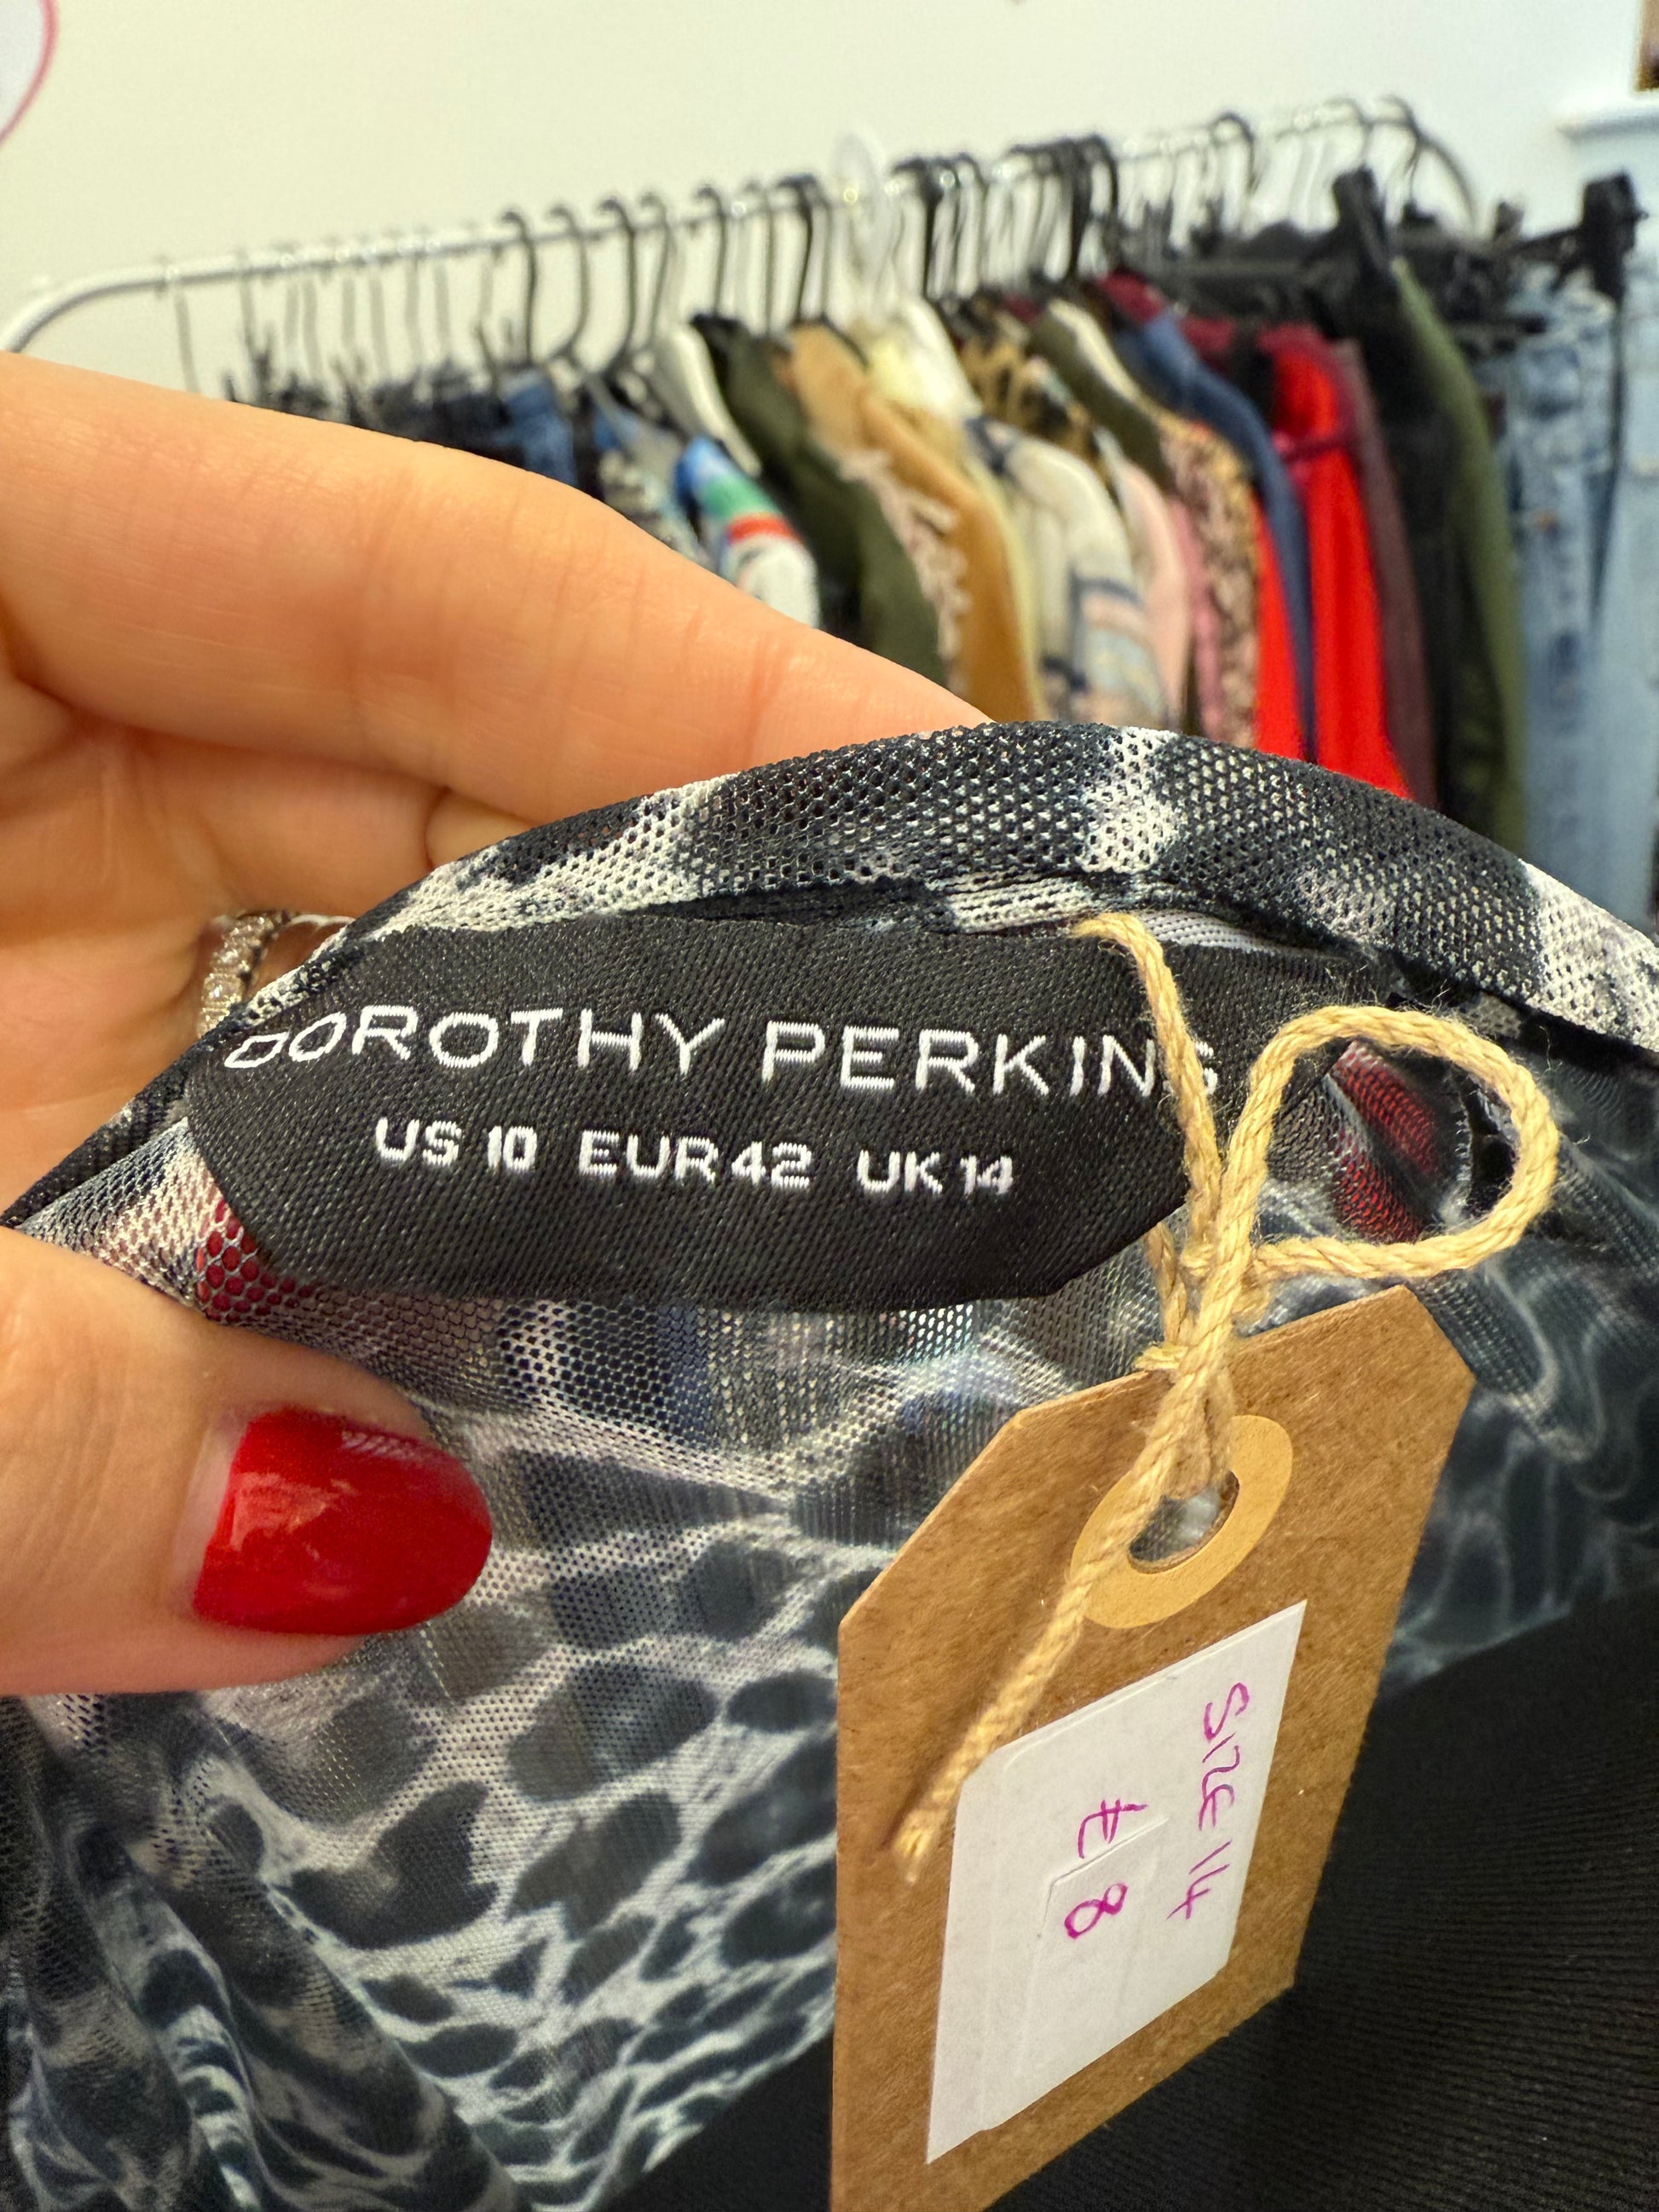 DOROTHY PERKINS
US 10 EUR 42 UK 14
SIZE 14
£8